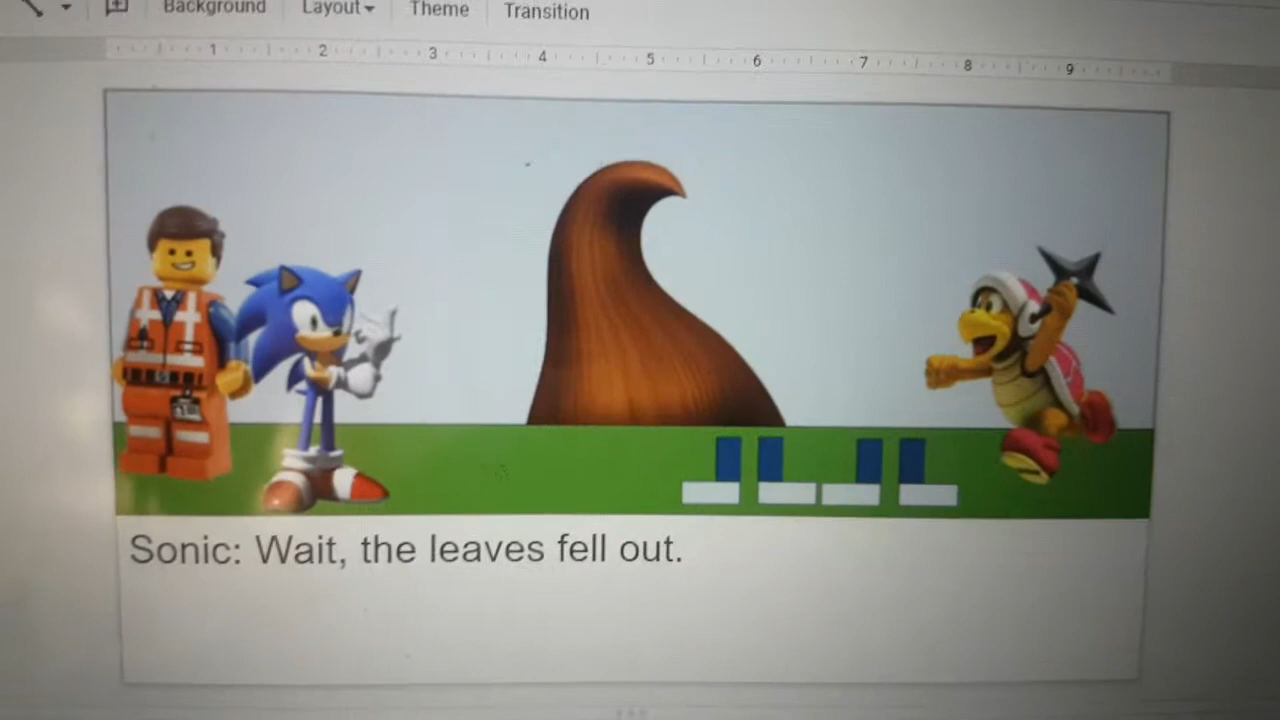 Background Layout Theme Transition
1 2 3 4 5 6 7 8 9
Sonic: Wait, the leaves fell out.